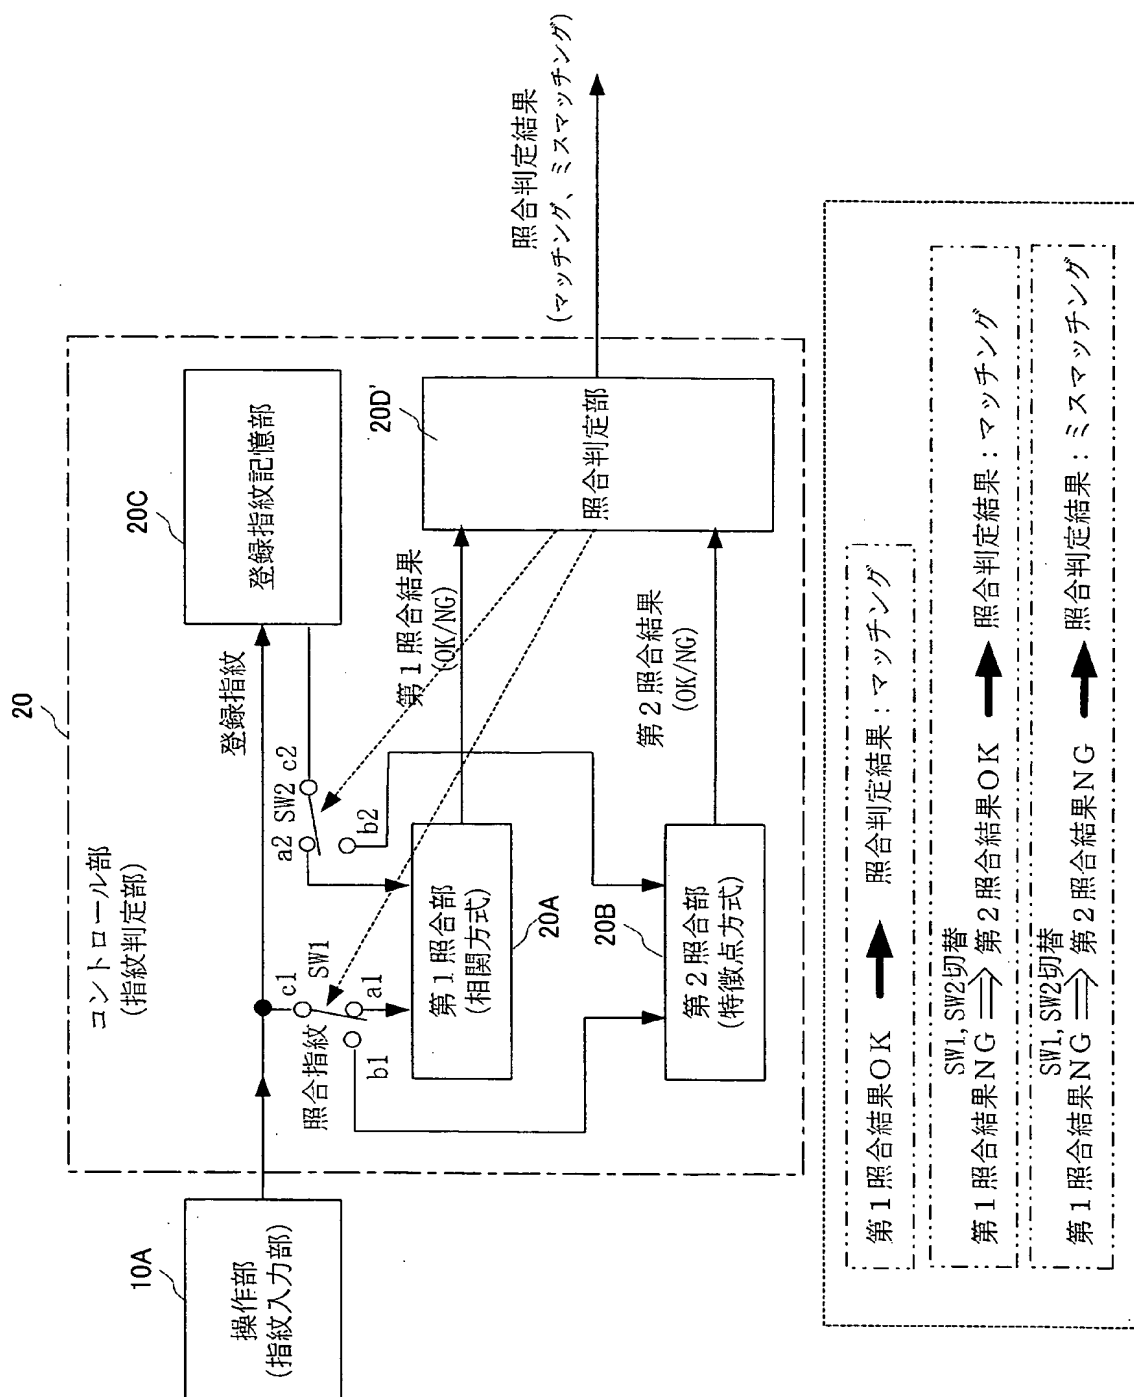 20
コントロール部
(指紋判定部)
10A
操作部
(指紋入力部)
登録指紋
20C
登録指紋記憶部
照合指紋
c1
SW1
a1
b1
a2
SW2
c2
b2
第1照合部
(相関方式)
20A
第1照合結果
(OK/NG)
20B
第2照合部
(特徴点方式)
第2照合結果
(OK/NG)
20D'
照合判定部
照合判定結果
(マッチング、ミスマッチング)
第1照合結果OK 照合判定結果：マッチング
SW1, SW2切替
第1照合結果NG⇒第2照合結果OK 照合判定結果：マッチング
SW1, SW2切替
第1照合結果NG⇒第2照合結果NG 照合判定結果：ミスマッチング